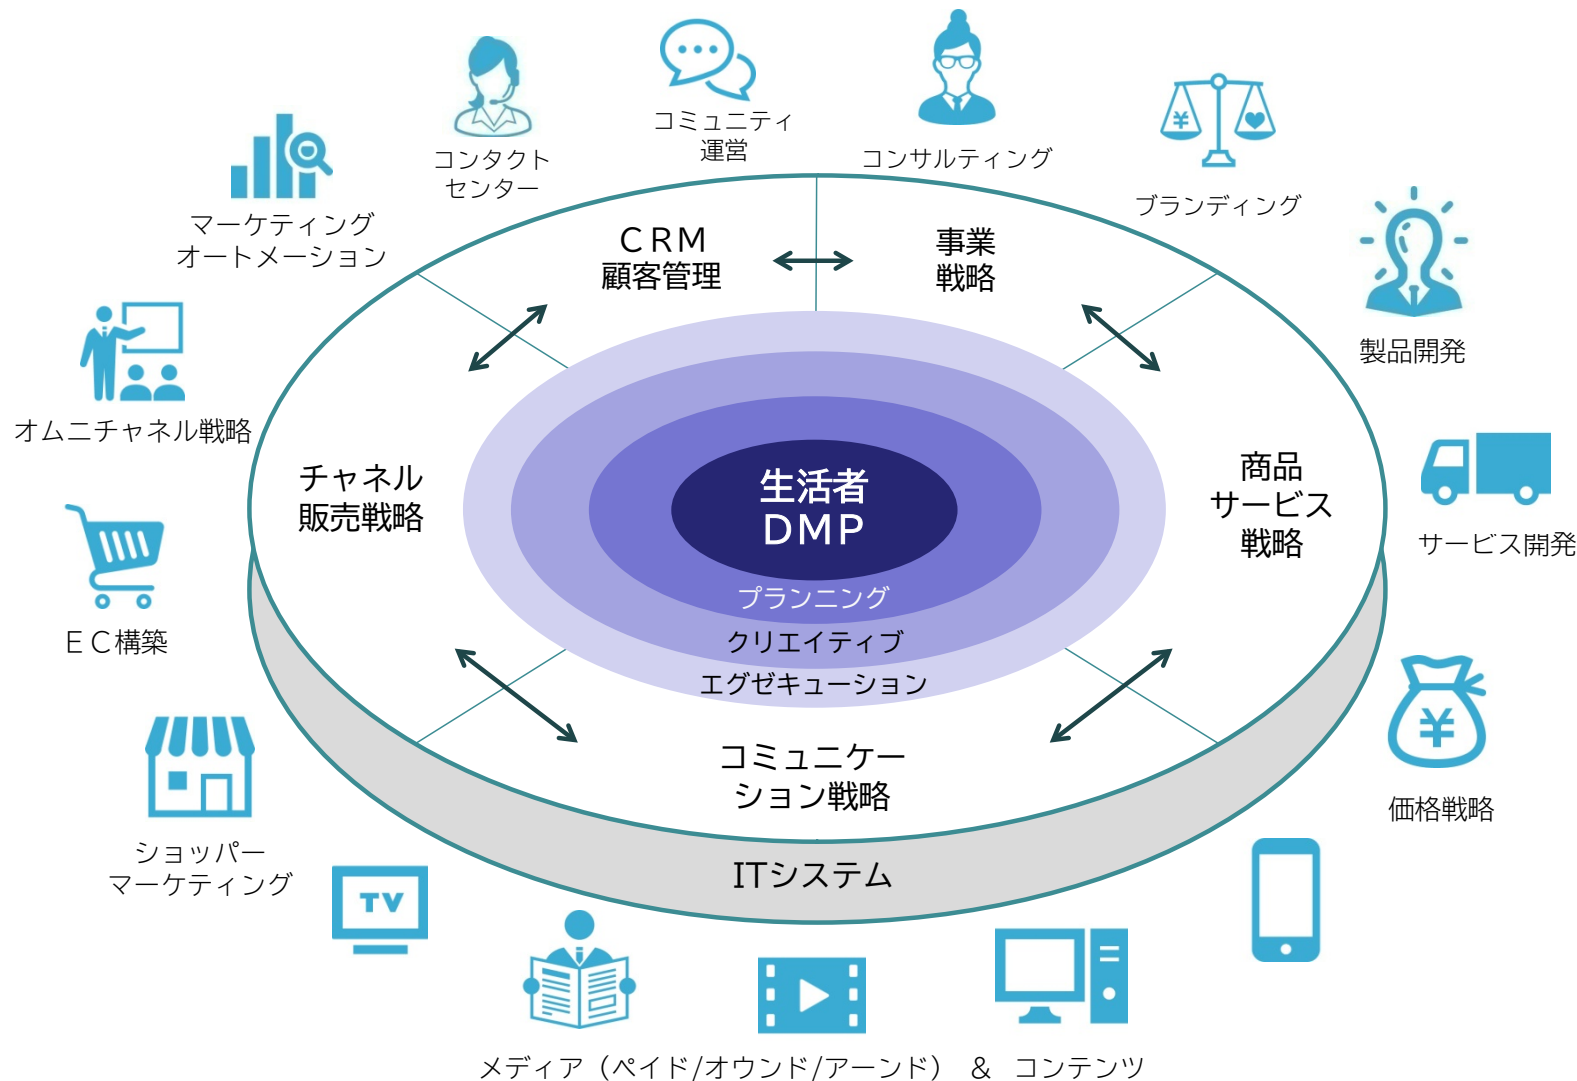 コミュニティ
運営
コンサルティング
コンタクト
センター
¥
ブランディング
マーケティング
オートメーション
ＣＲＭ
顧客管理
事業
戦略
製品開発
オムニチャネル戦略
チャネル
販売戦略
生活者
ＤＭＰ
商品
サービス
戦略
サービス開発
プランニング
クリエイティブ
エグゼキューション
ＥＣ構築
¥
コミュニケー
ション戦略
価格戦略
ITシステム
ショッパー
マーケティング
TV
メディア（ペイド/オウンド/アーンド） ＆ コンテンツ